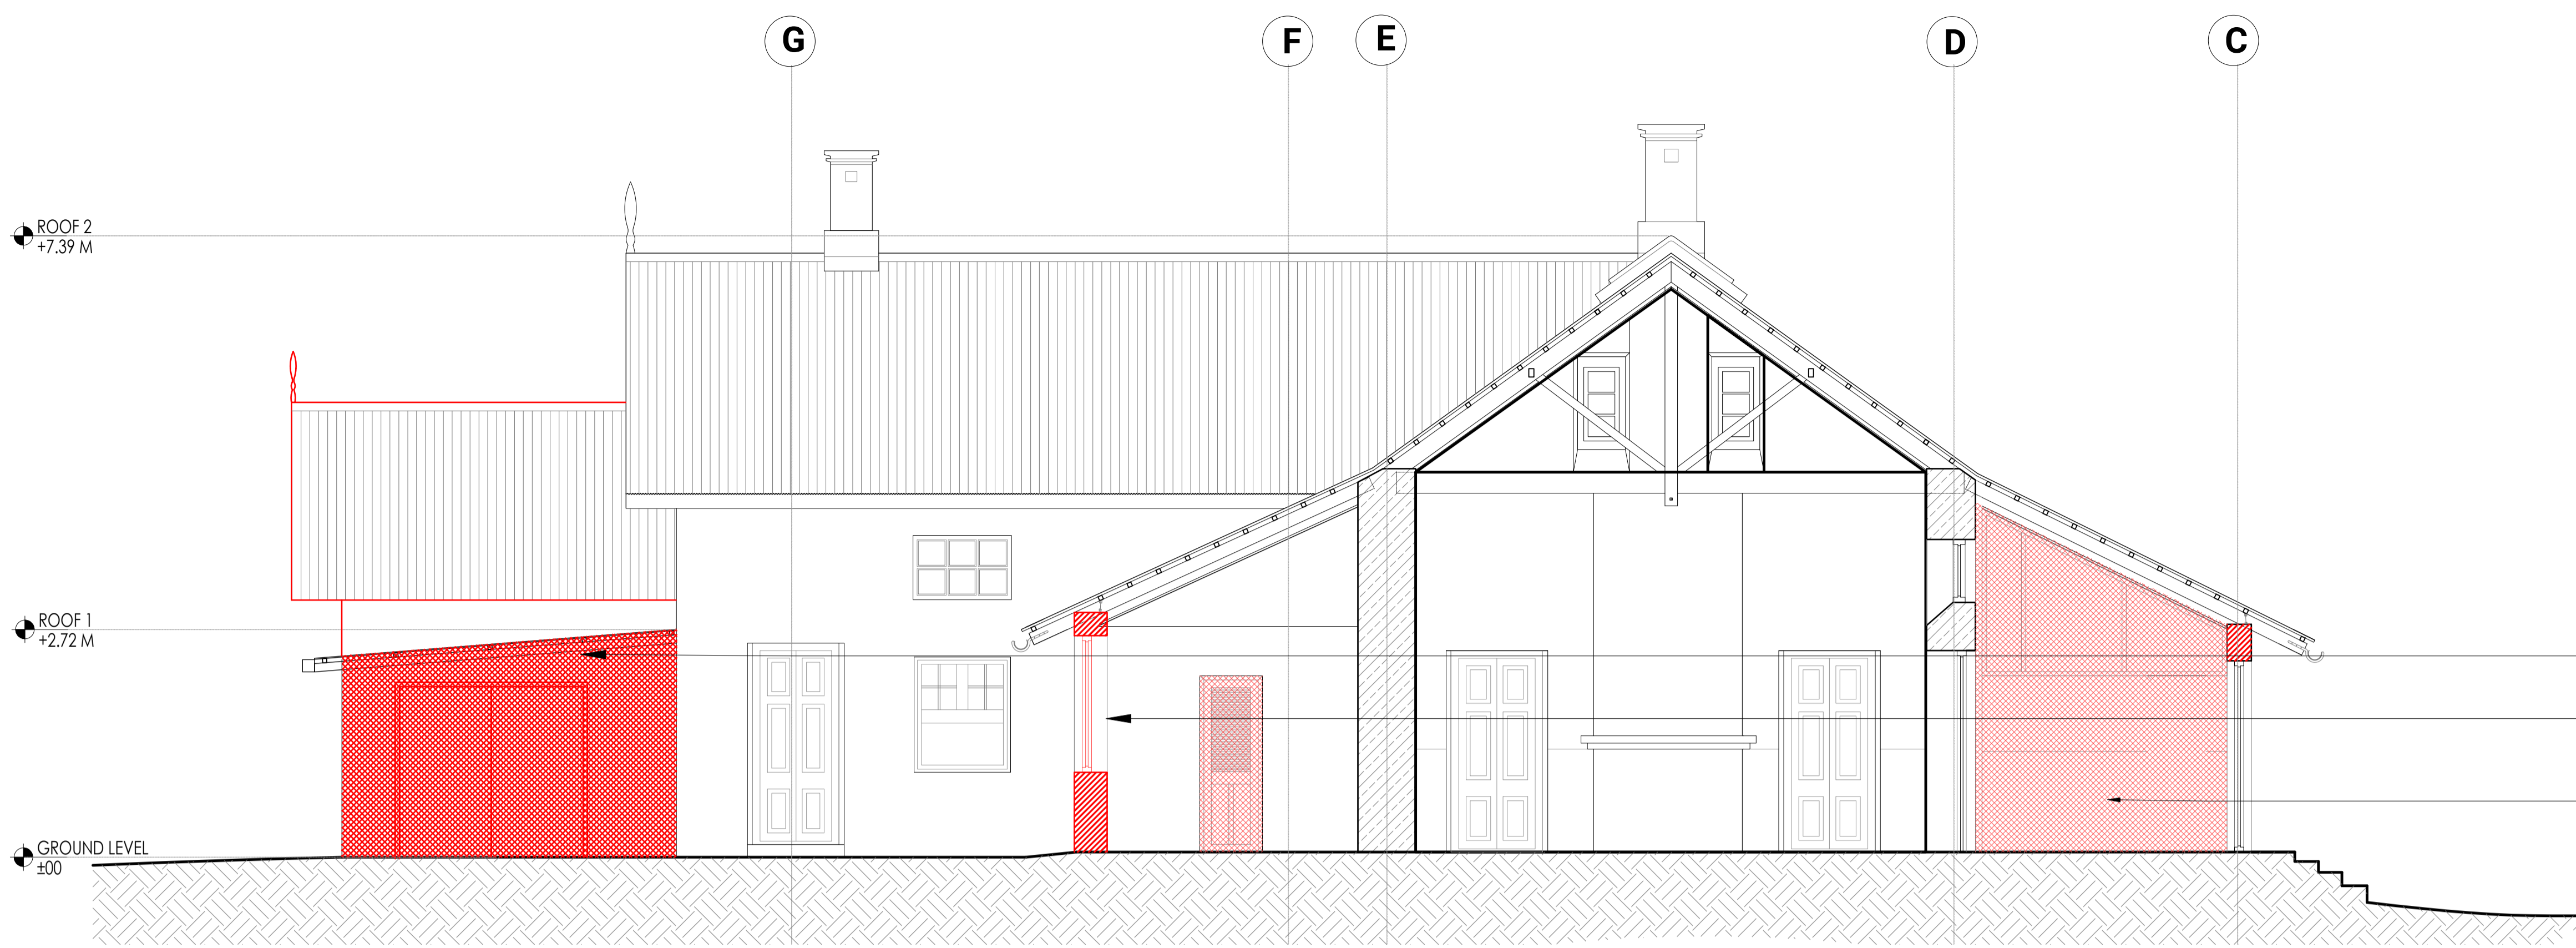 G
F
E
D
C
ROOF 2
+7.39 M
ROOF 1
+2.72 M
GROUND LEVEL
±00